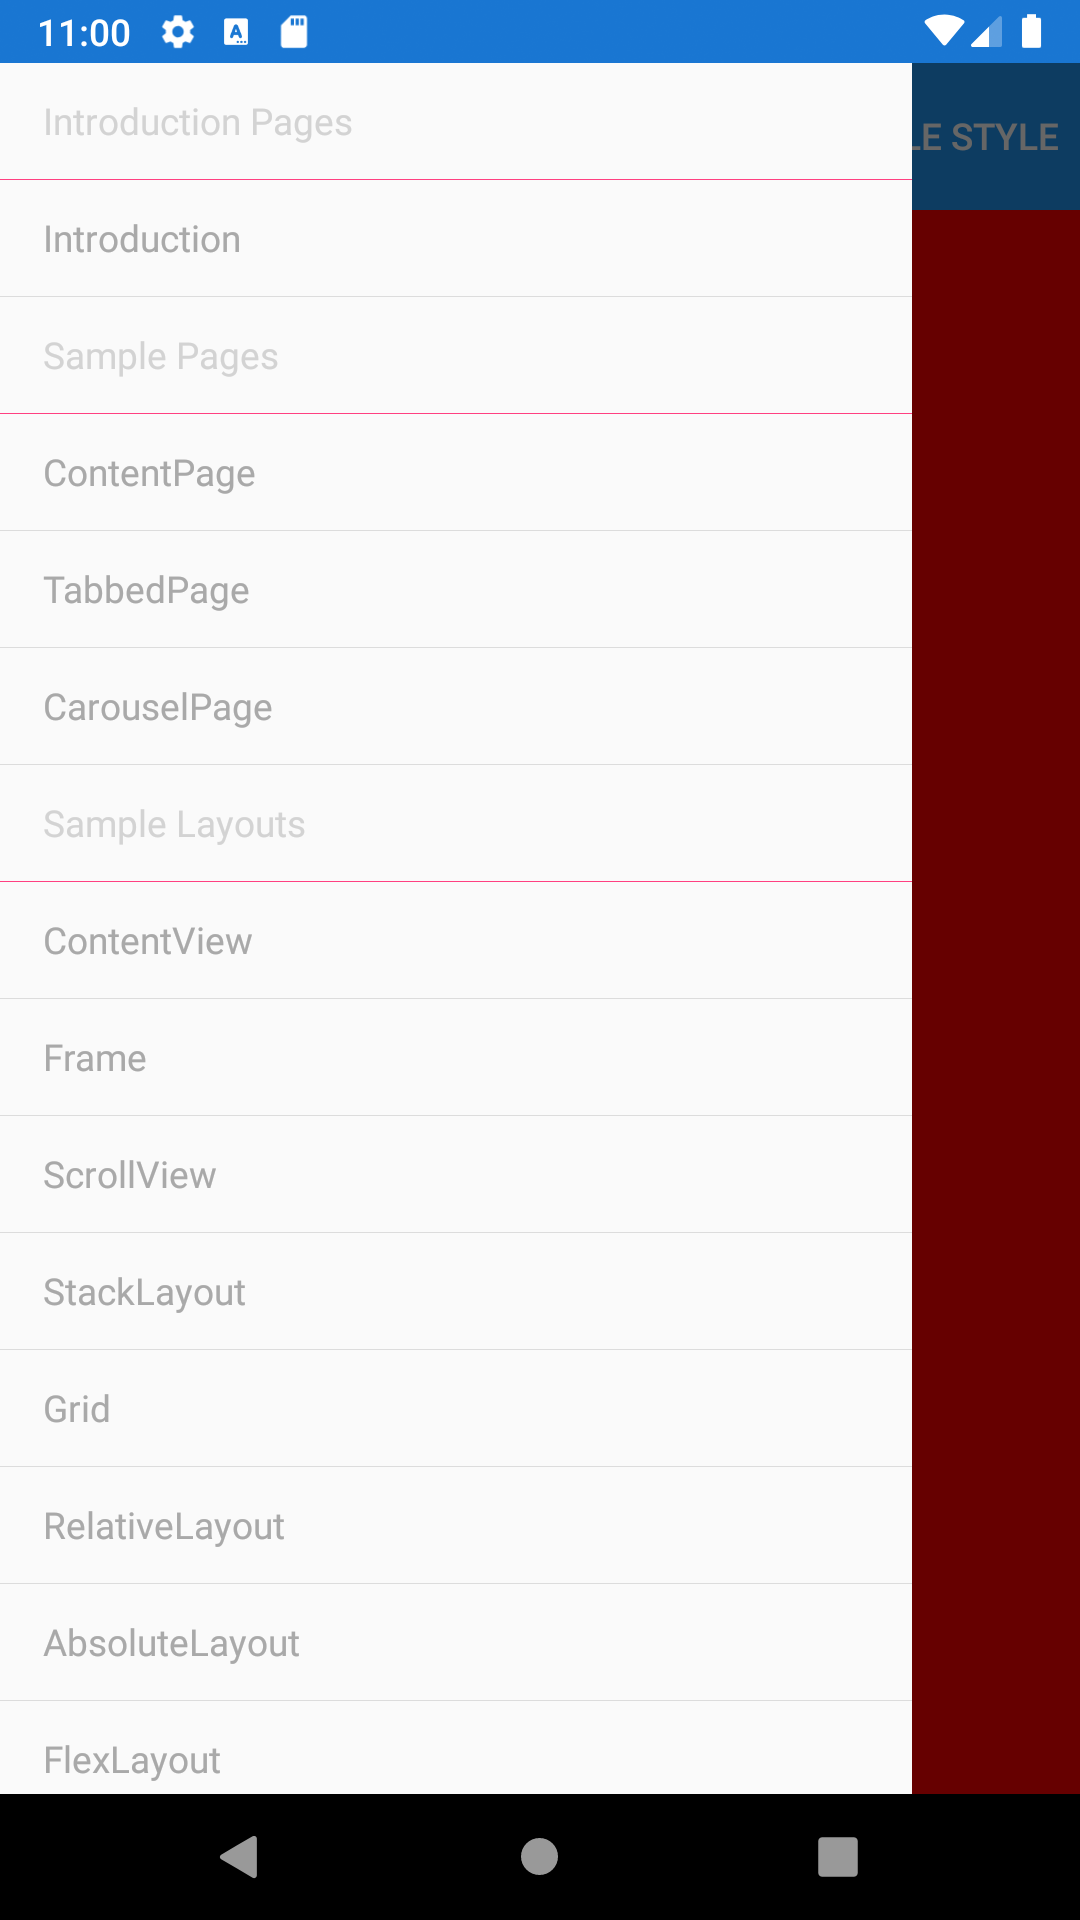 11:00
LE STYLE
Introduction Pages
Introduction
Sample Pages
ContentPage
TabbedPage
CarouselPage
Sample Layouts
ContentView
Frame
ScrollView
StackLayout
Grid
RelativeLayout
AbsoluteLayout
FlexLayout